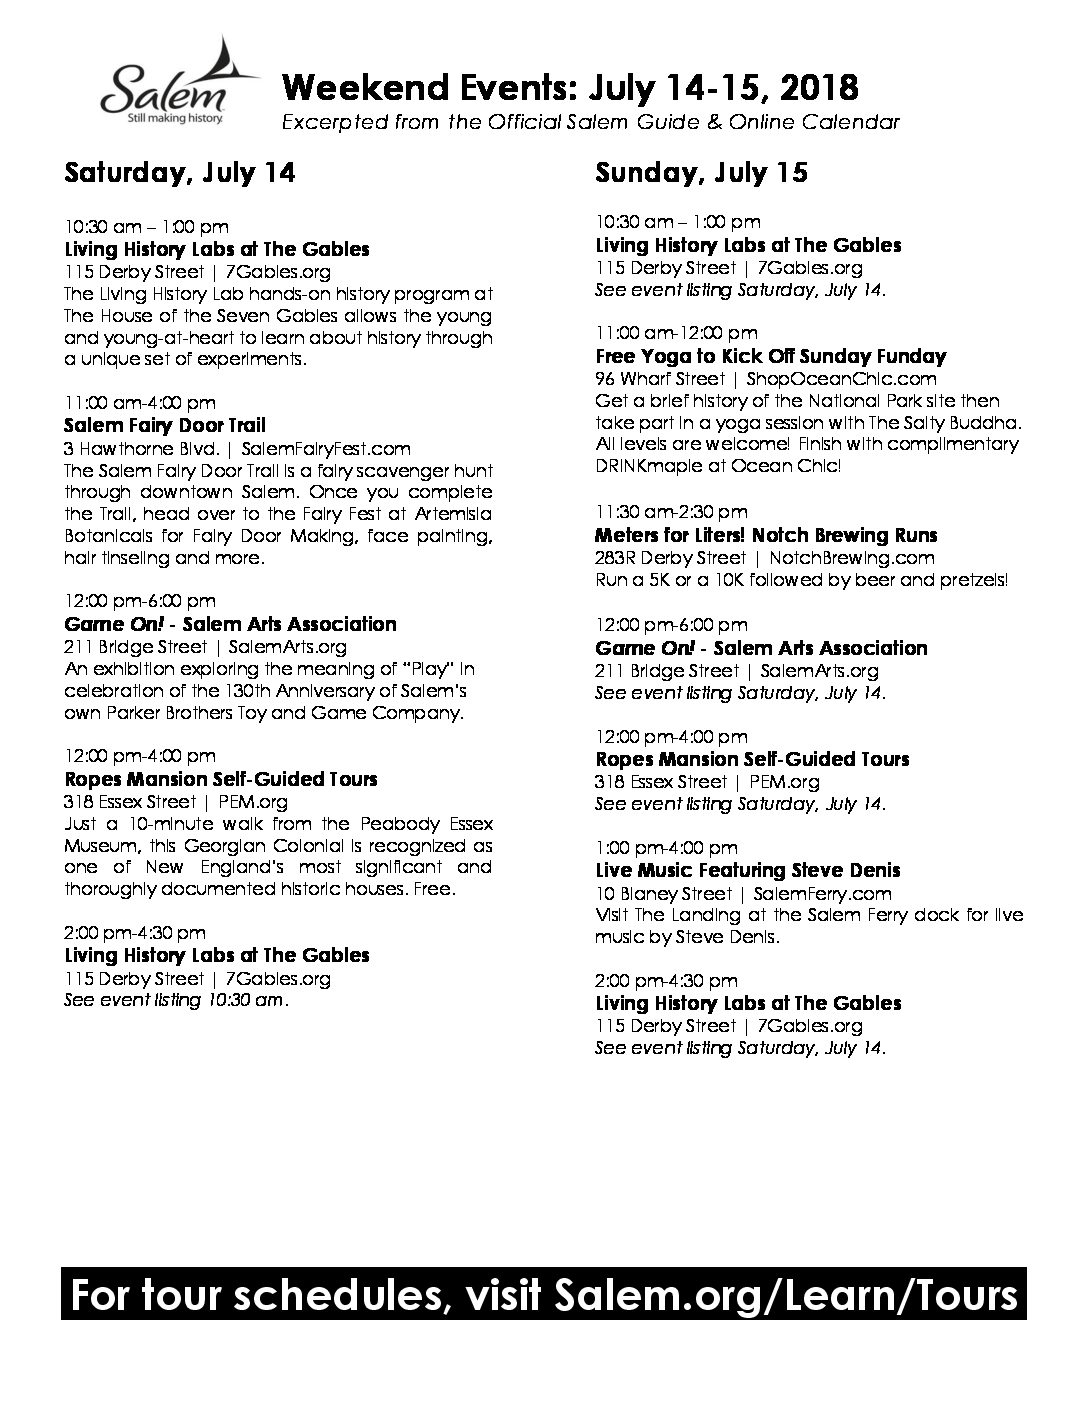 Salem
Still making history.
Weekend Events: July 14-15, 2018
Excerpted from the Official Salem Guide & Online Calendar
Saturday, July 14
10:30 am – 1:00 pm
Living History Labs at The Gables
115 Derby Street | 7Gables.org
The Living History Lab hands-on history program at
The House of the Seven Gables allows the young
and young-at-heart to learn about history through
a unique set of experiments.
11:00 am-4:00 pm
Salem Fairy Door Trail
3 Hawthorne Blvd. | SalemFairyFest.com
The Salem Fairy Door Trail is a fairy scavenger hunt
through downtown Salem. Once you complete
the Trail, head over to the Fairy Fest at Artemisia
Botanicals for Fairy Door Making, face painting,
hair tinseling and more.
12:00 pm-6:00 pm
Game On! - Salem Arts Association
211 Bridge Street | SalemArts.org
An exhibition exploring the meaning of “Play” in
celebration of the 130th Anniversary of Salem’s
own Parker Brothers Toy and Game Company.
12:00 pm-4:00 pm
Ropes Mansion Self-Guided Tours
318 Essex Street | PEM.org
Just a 10-minute walk from the Peabody Essex
Museum, this Georgian Colonial is recognized as
one of New England’s most significant and
thoroughly documented historic houses. Free.
2:00 pm-4:30 pm
Living History Labs at The Gables
115 Derby Street | 7Gables.org
See event listing 10:30 am.
Sunday, July 15
10:30 am – 1:00 pm
Living History Labs at The Gables
115 Derby Street | 7Gables.org
See event listing Saturday, July 14.
11:00 am-12:00 pm
Free Yoga to Kick Off Sunday Funday
96 Wharf Street | ShopOceanChic.com
Get a brief history of the National Park site then
take part in a yoga session with The Salty Buddha.
All levels are welcome! Finish with complimentary
DRINKmaple at Ocean Chic!
11:30 am-2:30 pm
Meters for Liters! Notch Brewing Runs
283R Derby Street | NotchBrewing.com
Run a 5K or a 10K followed by beer and pretzels!
12:00 pm-6:00 pm
Game On! - Salem Arts Association
211 Bridge Street | SalemArts.org
See event listing Saturday, July 14.
12:00 pm-4:00 pm
Ropes Mansion Self-Guided Tours
318 Essex Street | PEM.org
See event listing Saturday, July 14.
1:00 pm-4:00 pm
Live Music Featuring Steve Denis
10 Blaney Street | SalemFerry.com
Visit The Landing at the Salem Ferry dock for live
music by Steve Denis.
2:00 pm-4:30 pm
Living History Labs at The Gables
115 Derby Street | 7Gables.org
See event listing Saturday, July 14.
For tour schedules, visit Salem.org/Learn/Tours